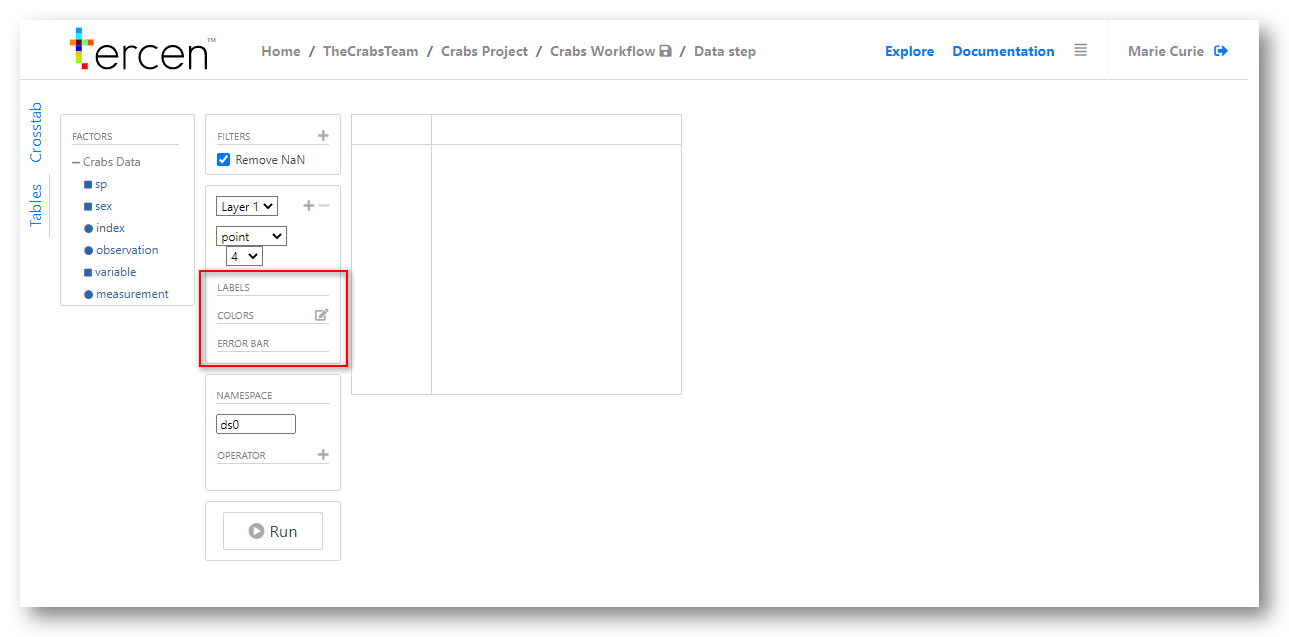 tercen™
Home / TheCrabsTeam / Crabs Project / Crabs Workflow / Data step
Explore Documentation
Marie Curie
Crosstab
Tables
FACTORS
Crabs Data
sp
sex
index
observation
variable
measurement
FILTERS +
Remove NaN
Layer 1 + −
point
4
LABELS
COLORS
ERROR BAR
NAMESPACE
ds0
OPERATOR +
Run